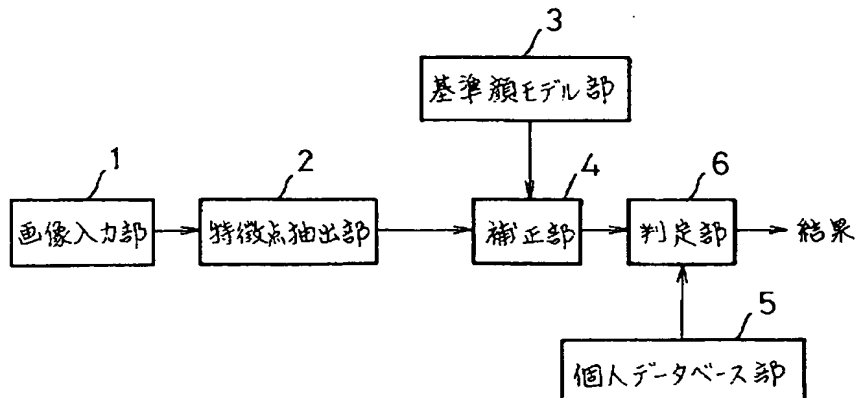 3
基準顔モデル部
1
2
4
6
画像入力部
特徴点抽出部
補正部
判定部
結果
5
個人データベース部